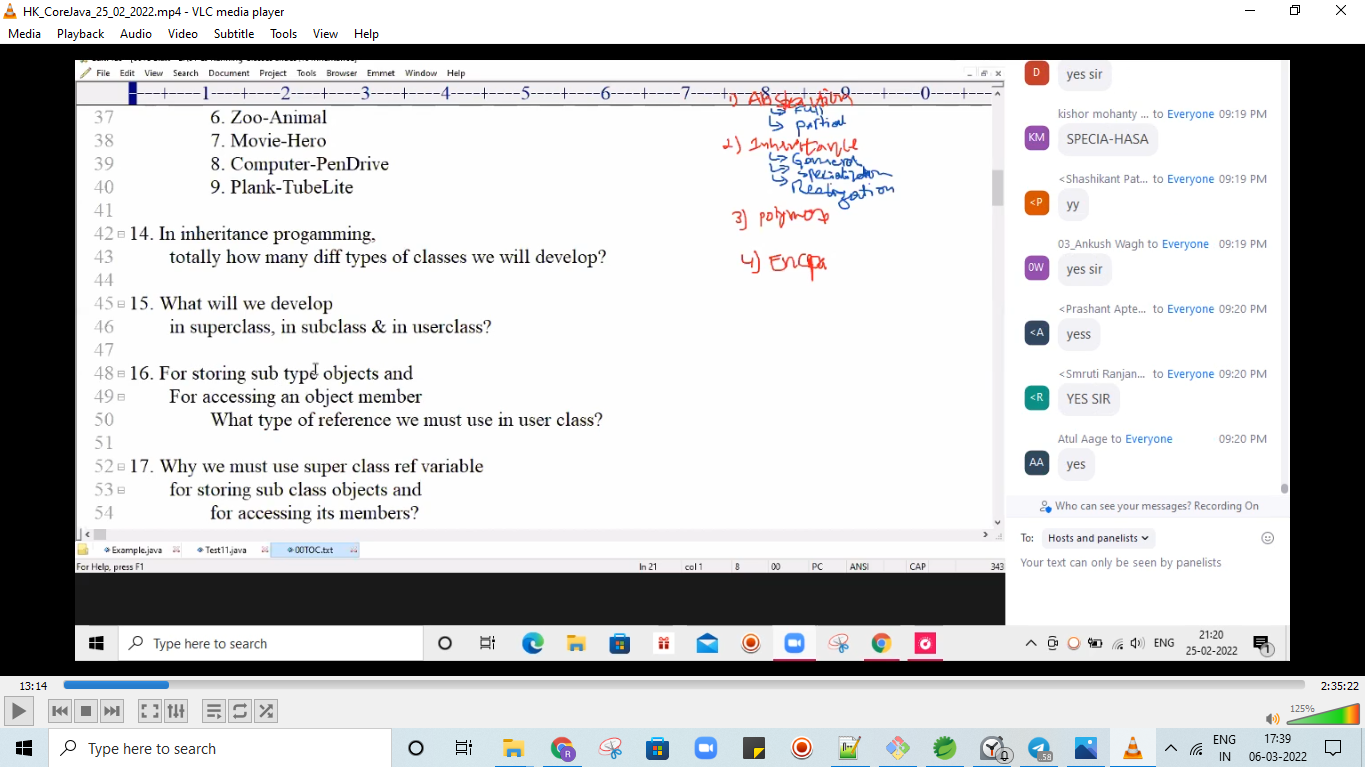 HK_CoreJava_25_02_2022.mp4 - VLC media player
Media Playback Audio Video Subtitle Tools View Help
File Edit View Search Document Project Tools Browser Emmet Window Help
----+----1----+----2----+----3----+----4----+----5----+----6----+----7----+----8----+----9----+----0----+--
37 6. Zoo-Animal
38 7. Movie-Hero
39 8. Computer-PenDrive
40 9. Plank-TubeLite
41
42 14. In inheritance progamming,
43 totally how many diff types of classes we will develop?
44
45 15. What will we develop
46 in superclass, in subclass & in userclass?
47
48 16. For storing sub type objects and
49 For accessing an object member
50 What type of reference we must use in user class?
51
52 17. Why we must use super class ref variable
53 for storing sub class objects and
54 for accessing its members?
1)
Full
partial
2) Inheritance
3) polymorp
4) Encpa
Example.java Test11.java 00TOC.txt
For Help, press F1 ln 21 col 1 8 00 PC ANSI CAP 343
D yes sir
kishor mohanty ... to Everyone 09:19 PM
KM SPECIA-HASA
<Shashikant Pat... to Everyone 09:19 PM
<P yy
03_Ankush Wagh to Everyone 09:19 PM
0W yes sir
<Prashant Apte... to Everyone 09:20 PM
<A yess
<Smruti Ranjan... to Everyone 09:20 PM
<R YES SIR
Atul Aage to Everyone 09:20 PM
AA yes
Who can see your messages? Recording On
To: Hosts and panelists
Your text can only be seen by panelists
Type here to search
ENG
21:20
25-02-2022
1
13:14 2:35:22
125%
Type here to search
R
58
ENG
IN
17:39
06-03-2022